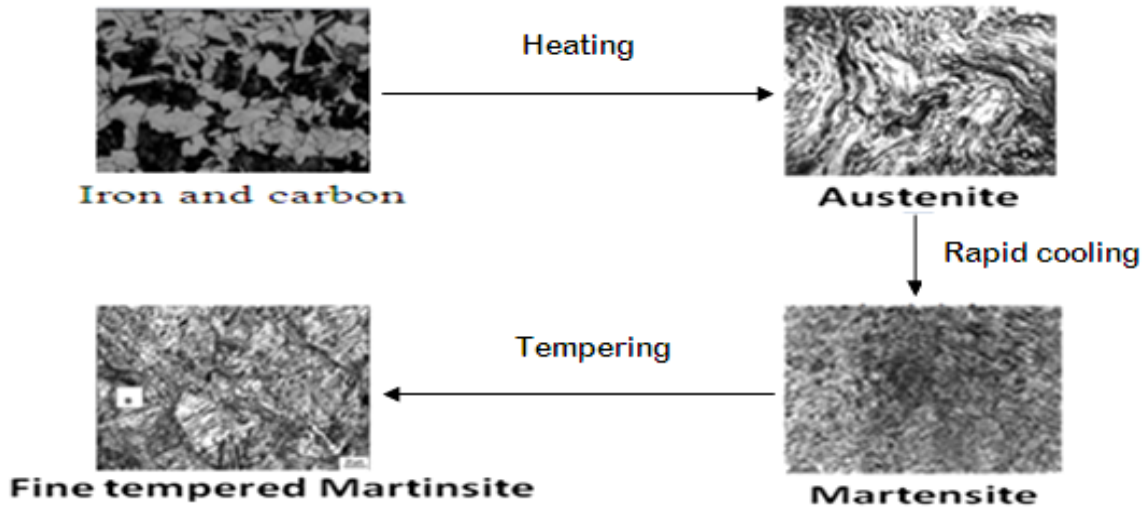 Heating
Iron and carbon
Austenite
Rapid cooling
Tempering
Fine tempered Martinsite
Martensite